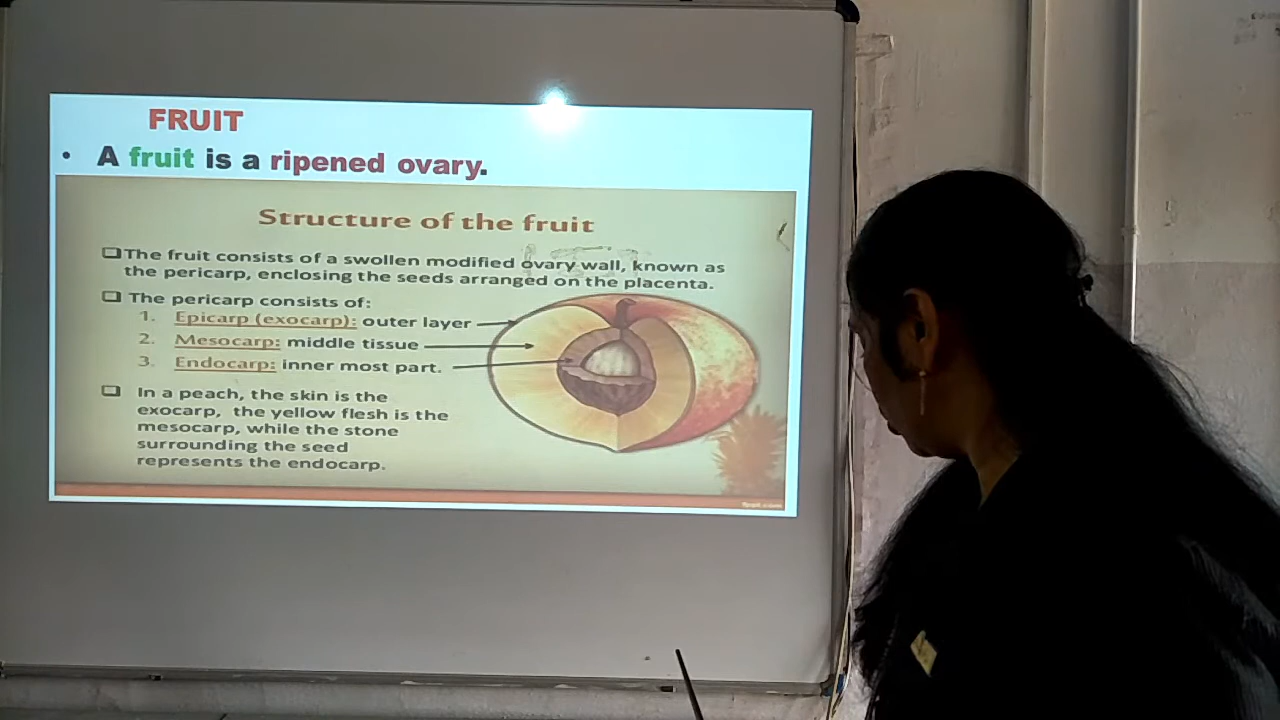 FRUIT
• A fruit is a ripened ovary.
Structure of the fruit
The fruit consists of a swollen modified ovary wall, known as
the pericarp, enclosing the seeds arranged on the placenta.
The pericarp consists of:
1. Epicarp (exocarp): outer layer
2. Mesocarp: middle tissue
3. Endocarp: inner most part.
In a peach, the skin is the
exocarp, the yellow flesh is the
mesocarp, while the stone
surrounding the seed
represents the endocarp.